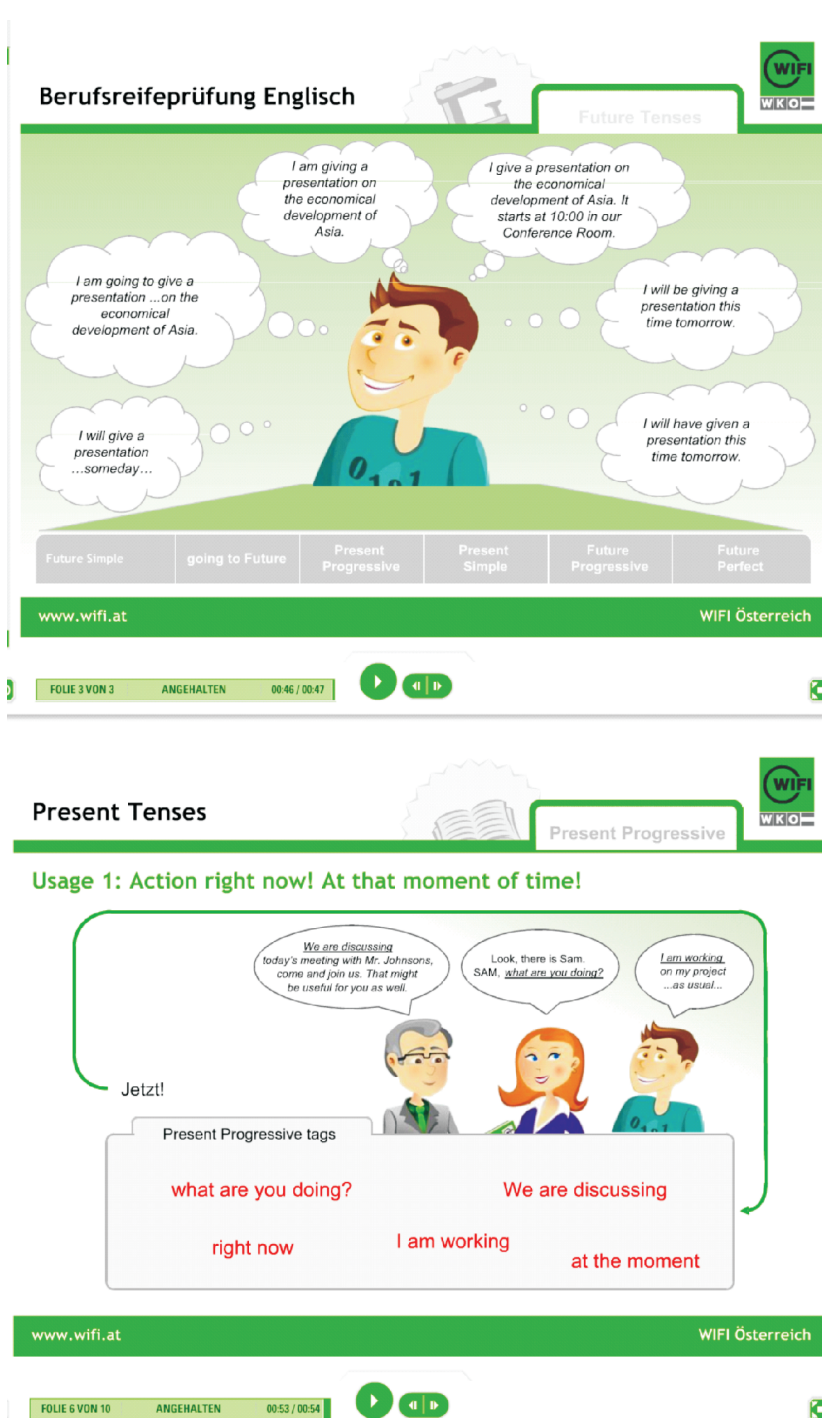 WIFI
WKO
Berufsreifeprüfung Englisch
Future Tenses
I am giving a
presentation on
the economical
development of
Asia.
I give a presentation on
the economical
development of Asia. It
starts at 10:00 in our
Conference Room.
I am going to give a
presentation ...on the
economical
development of Asia.
I will be giving a
presentation this
time tomorrow.
I will give a
presentation
...someday...
I will have given a
presentation this
time tomorrow.
0101
Future Simple
going to Future
Present
Progressive
Present
Simple
Future
Progressive
Future
Perfect
www.wifi.at
WIFI Österreich
FOLIE 3 VON 3
ANGEHALTEN
00:46 / 00:47
WIFI
WKO
Present Tenses
Present Progressive
Usage 1: Action right now! At that moment of time!
We are discussing
today's meeting with Mr. Johnsons,
come and join us. That might
be useful for you as well.
Look, there is Sam.
SAM, what are you doing?
I am working
on my project
...as usual...
Jetzt!
0101
Present Progressive tags
what are you doing?
We are discussing
right now
I am working
at the moment
www.wifi.at
WIFI Österreich
FOLIE 6 VON 10
ANGEHALTEN
00:53 / 00:54